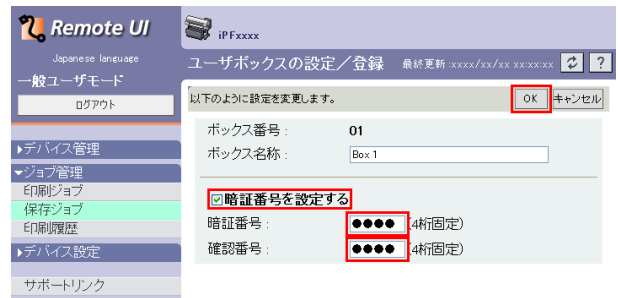 Remote UI
Japanese language
一般ユーザモード
ログアウト
▶デバイス管理
▼ジョブ管理
印刷ジョブ
保存ジョブ
印刷履歴
▶デバイス設定
サポートリンク
iPFxxxx
ユーザボックスの設定／登録 最終更新:xxxx/xx/xx xx:xx:xx ?
以下のように設定を変更します。 OK キャンセル
ボックス番号: 01
ボックス名称: Box 1
暗証番号を設定する
暗証番号: ●●●● (4桁固定)
確認番号: ●●●● (4桁固定)